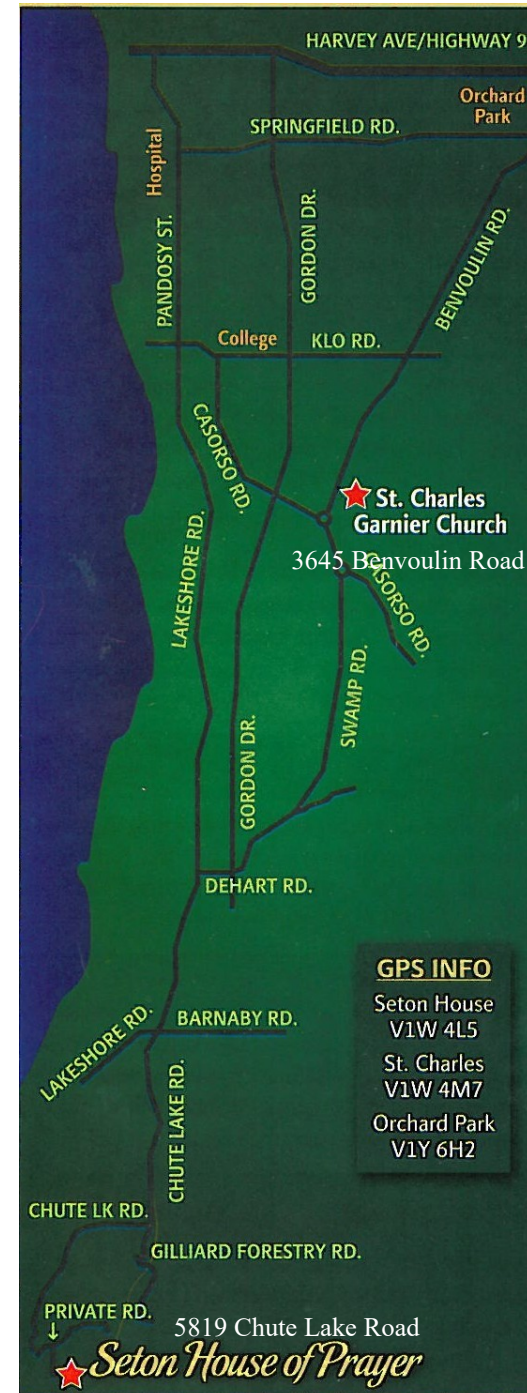 HARVEY AVE/HIGHWAY 9
Orchard
Park
SPRINGFIELD RD.
Hospital
PANDOSY ST.
GORDON DR.
BENVOULIN RD.
College
KLO RD.
CASORSO RD.
St. Charles
Garnier Church
3645 Benvoulin Road
CASORSO RD.
LAKESHORE RD.
SWAMP RD.
GORDON DR.
DEHART RD.
GPS INFO
Seton House
V1W 4L5
St. Charles
V1W 4M7
Orchard Park
V1Y 6H2
LAKESHORE RD.
BARNABY RD.
CHUTE LAKE RD.
CHUTE LK RD.
GILLIARD FORESTRY RD.
PRIVATE RD.
5819 Chute Lake Road
Seton House of Prayer